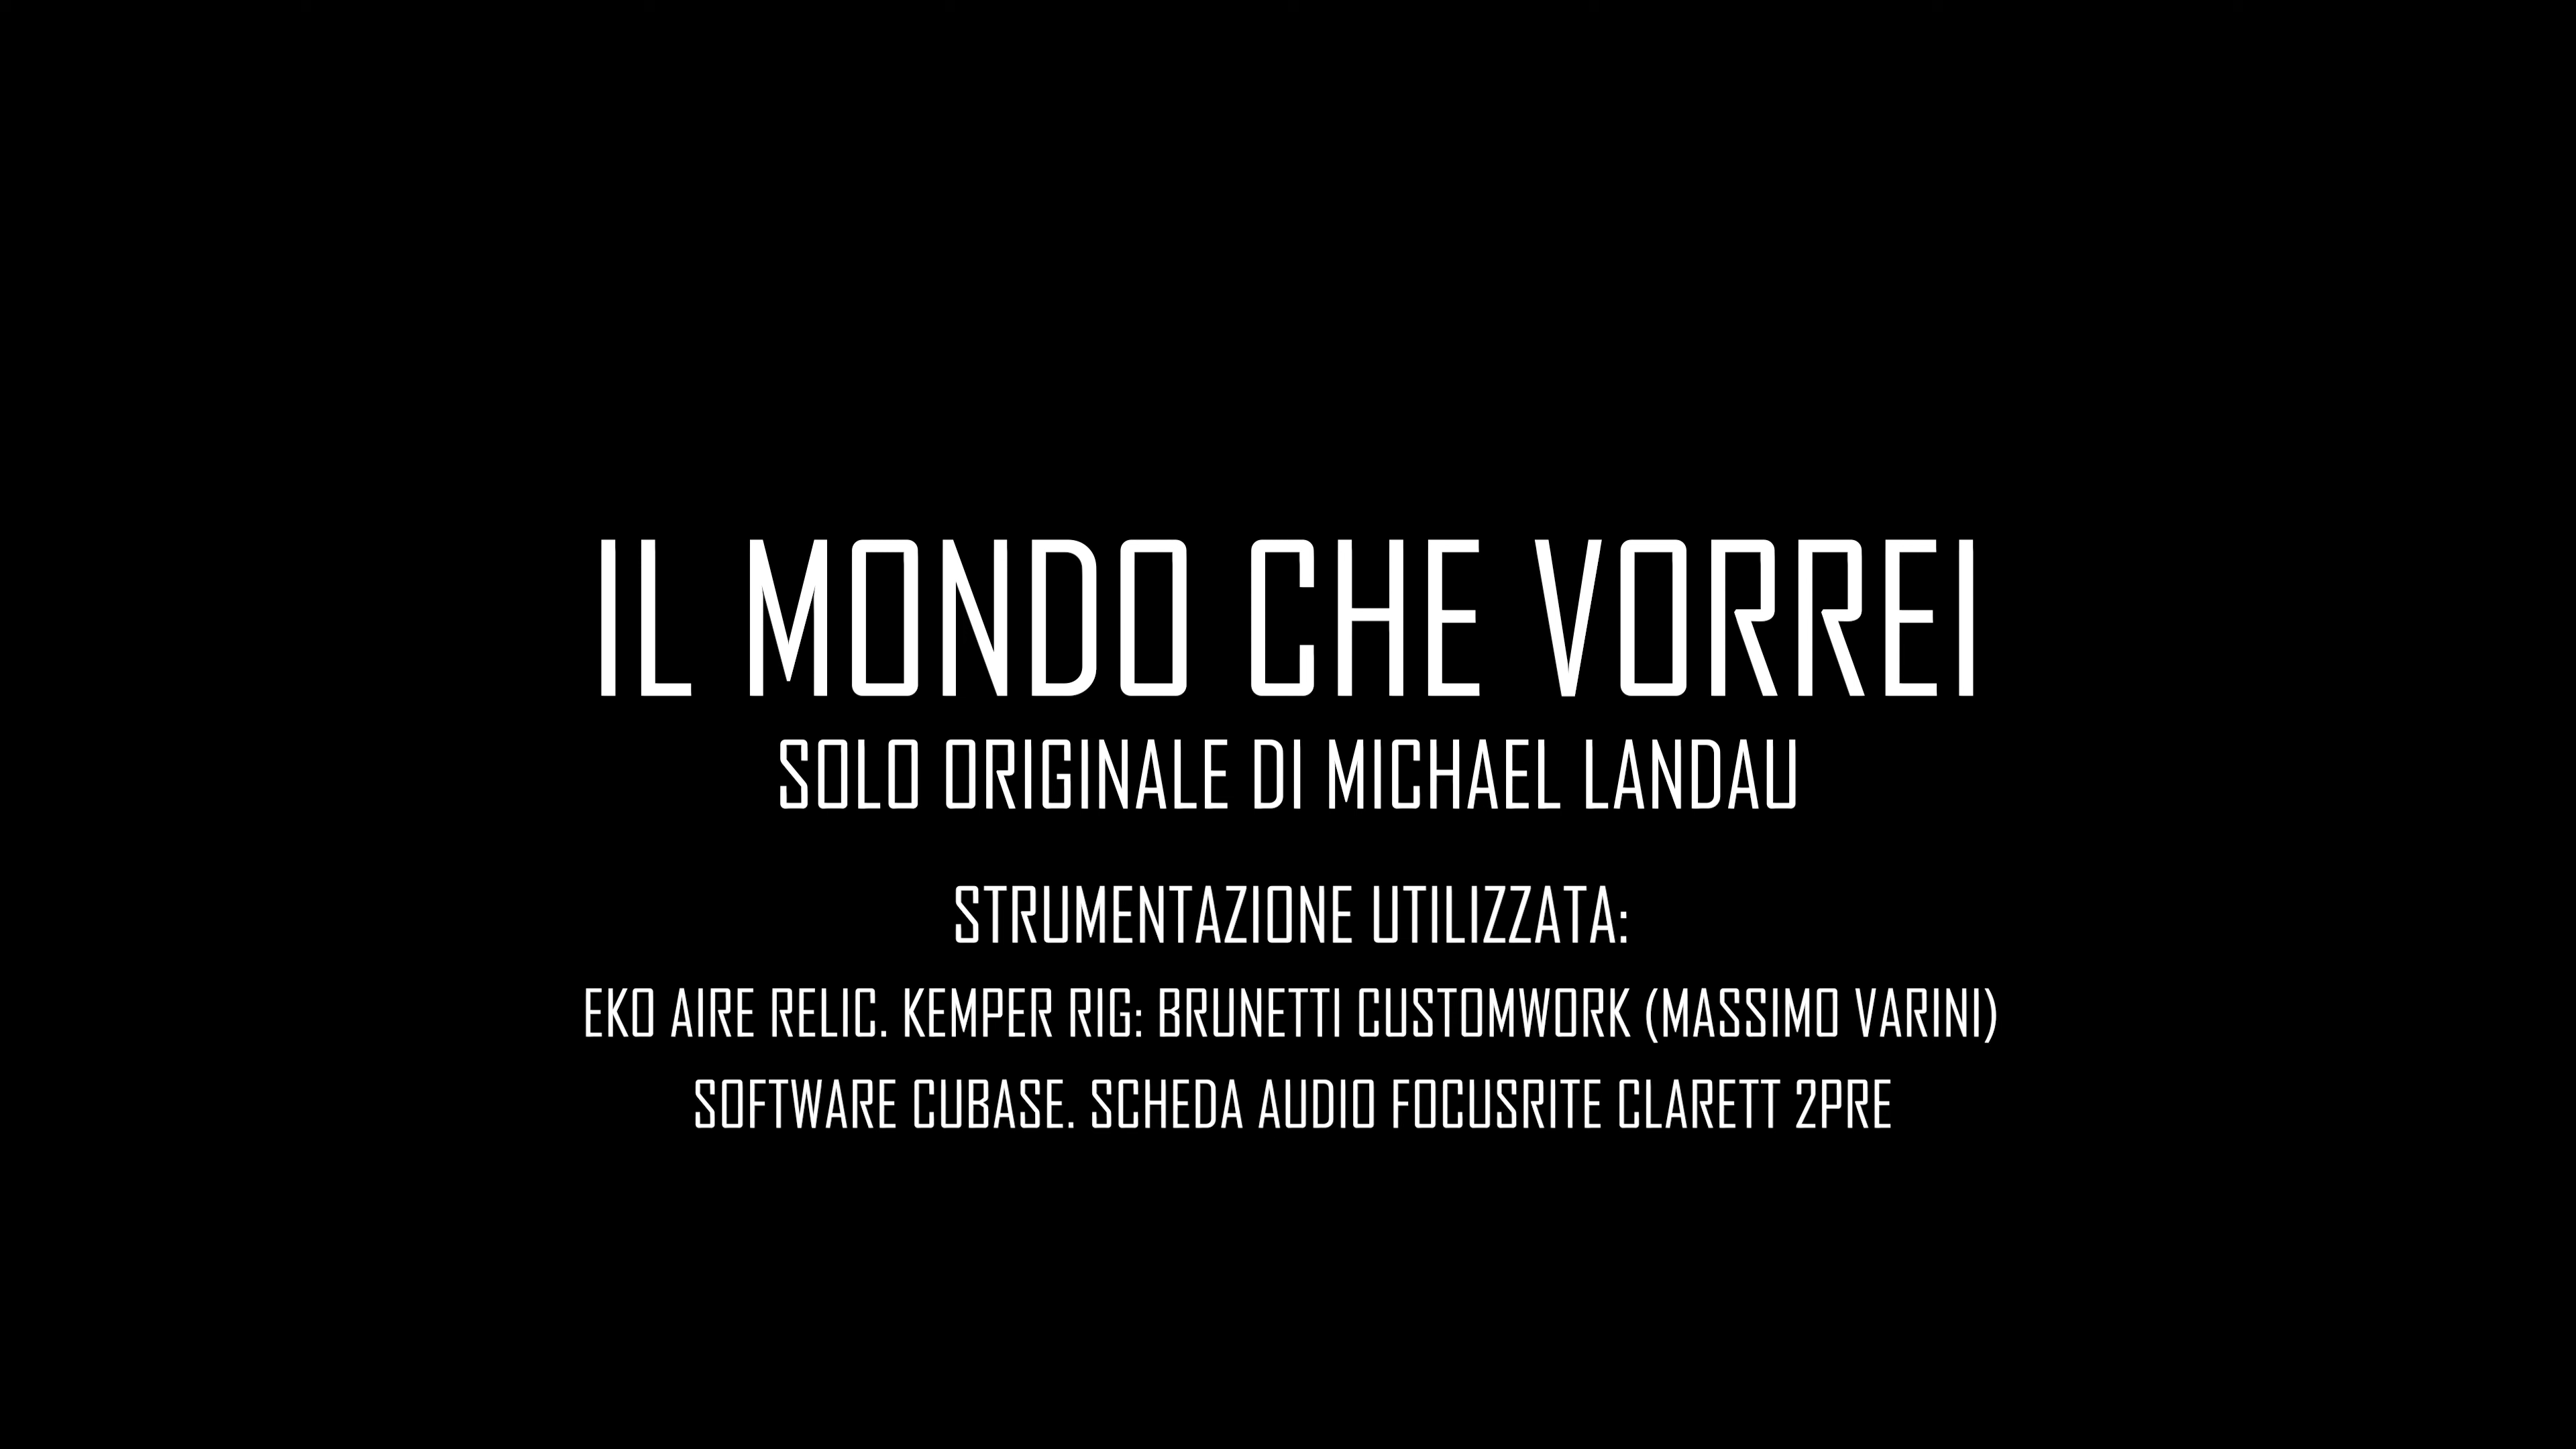 IL MONDO CHE VORREI
SOLO ORIGINALE DI MICHAEL LANDAU
STRUMENTAZIONE UTILIZZATA:
EKO AIRE RELIC. KEMPER RIG: BRUNETTI CUSTOMWORK (MASSIMO VARINI)
SOFTWARE CUBASE. SCHEDA AUDIO FOCUSRITE CLARETT 2PRE